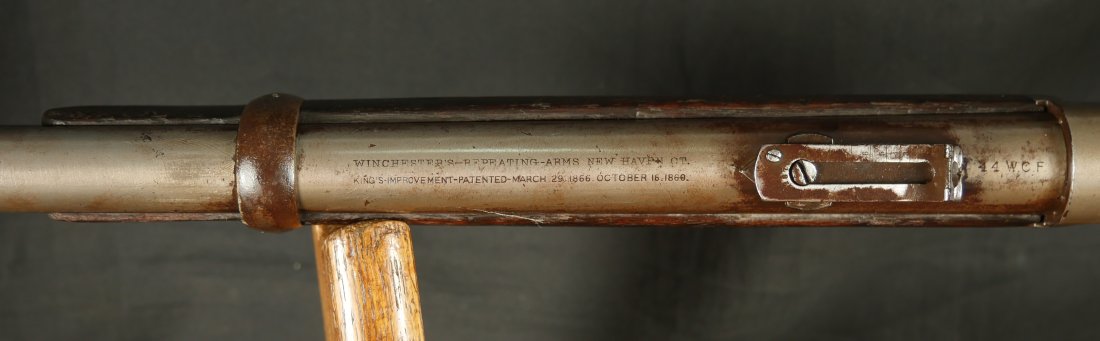 WINCHESTER'S-REPEATING-ARMS NEW HAVEN CT.
KING'S-IMPROVEMENT-PATENTED-MARCH 29.1866. OCTOBER 16.1860.
44 W.C.F